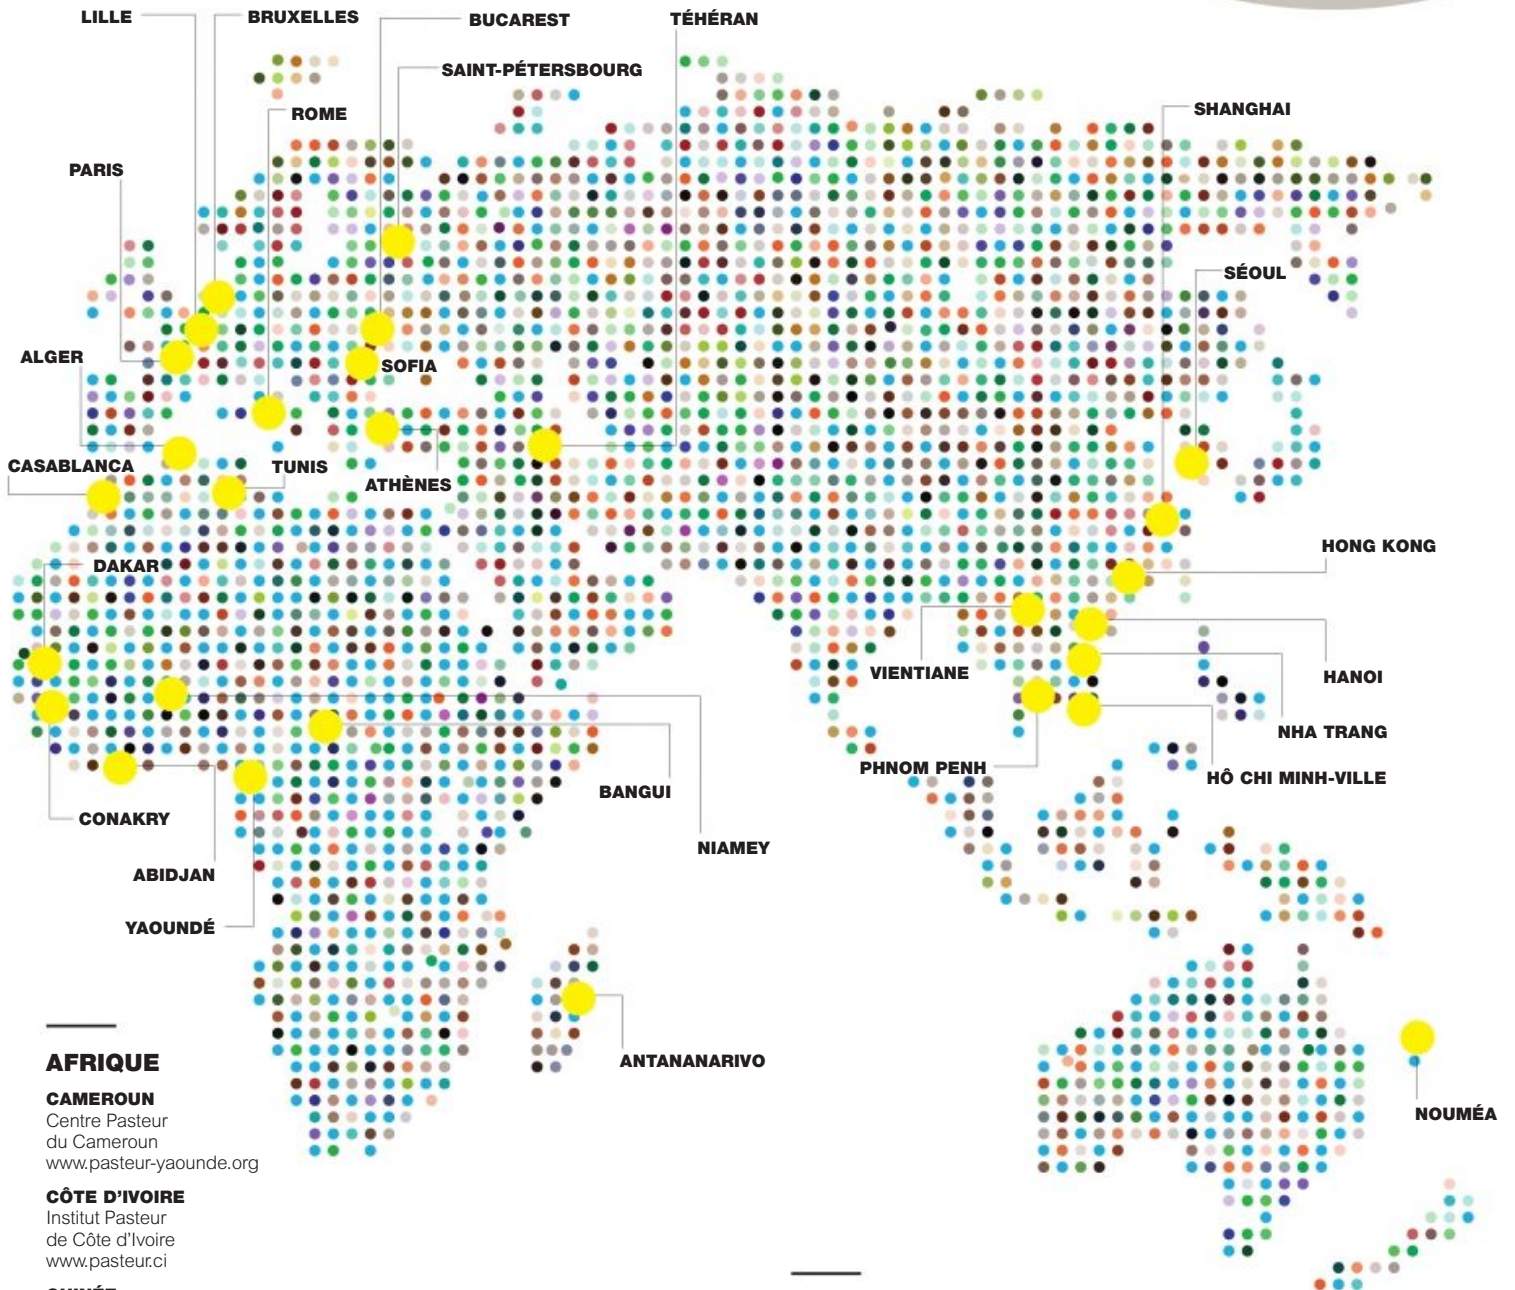 LILLE
BRUXELLES
BUCAREST
TÉHÉRAN
SAINT-PÉTERSBOURG
ROME
SHANGHAI
PARIS
SÉOUL
ALGER
SOFIA
CASABLANCA
TUNIS
ATHÈNES
HONG KONG
DAKAR
VIENTIANE
HANOI
NHA TRANG
PHNOM PENH
HÔ CHI MINH-VILLE
BANGUI
CONAKRY
NIAMEY
ABIDJAN
YAOUNDÉ
ANTANANARIVO
NOUMÉA
AFRIQUE
CAMEROUN
Centre Pasteur
du Cameroun
www.pasteur-yaounde.org
CÔTE D’IVOIRE
Institut Pasteur
de Côte d’Ivoire
www.pasteur.ci